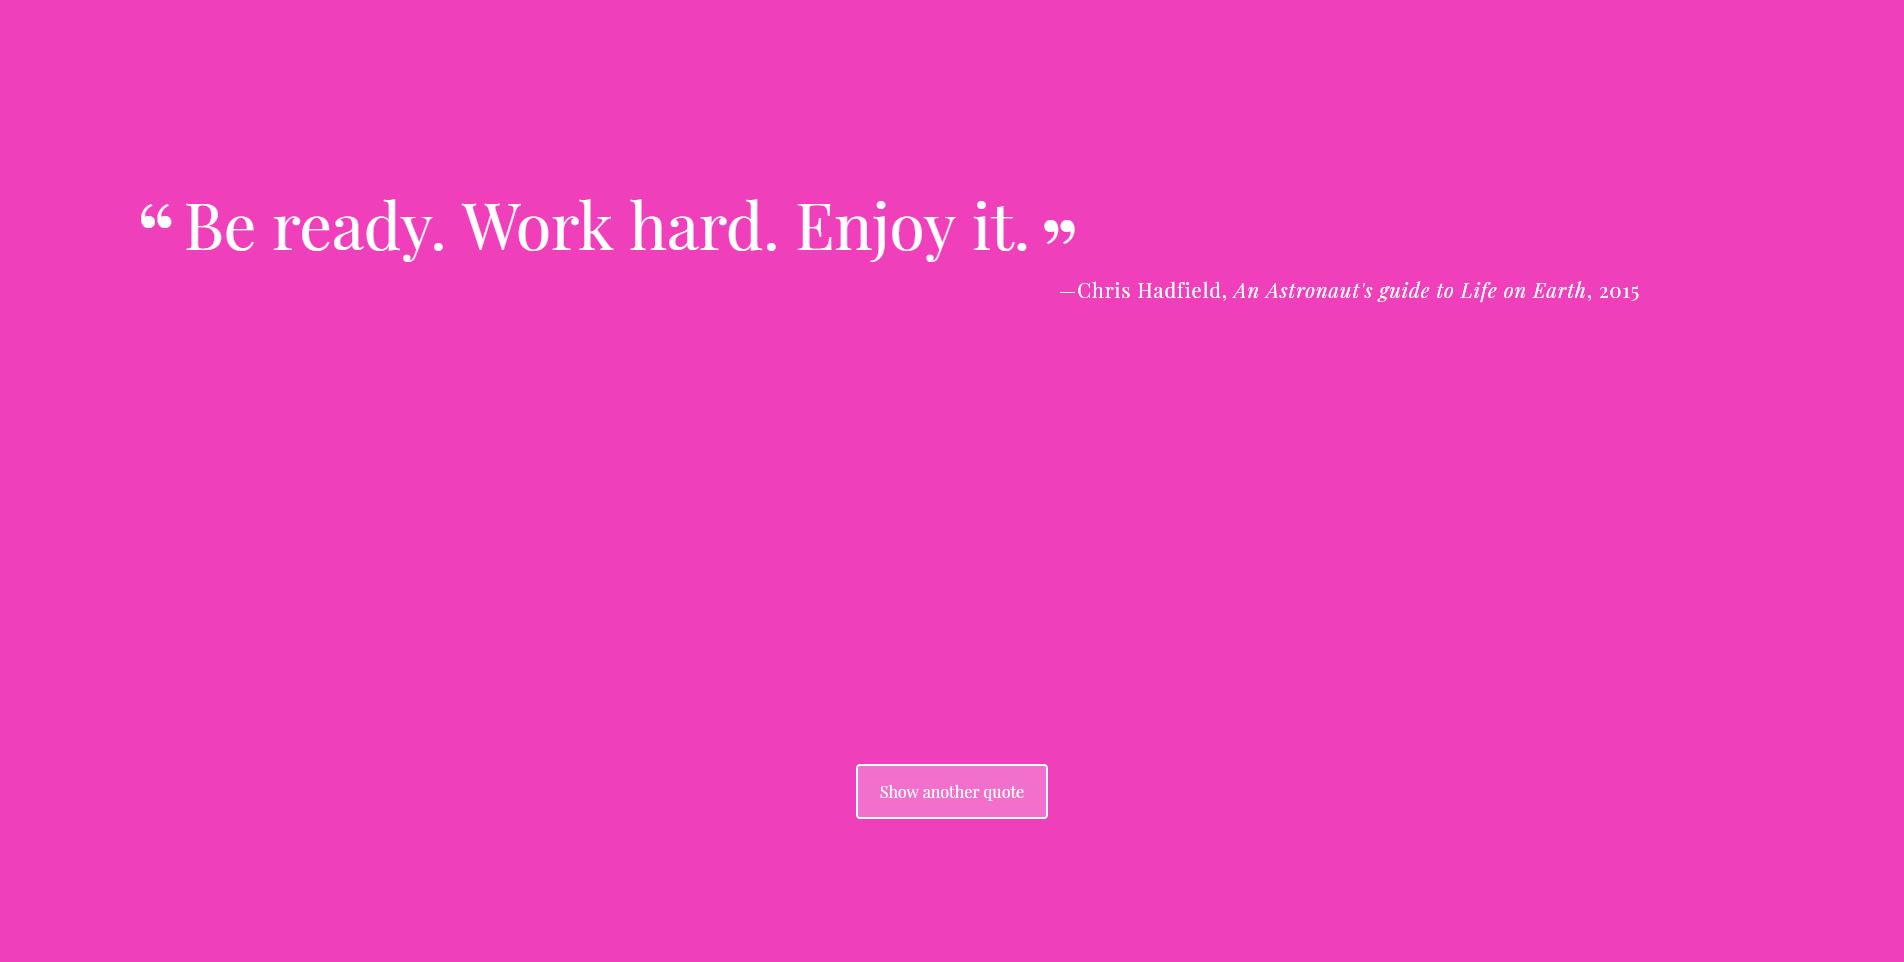 “ Be ready. Work hard. Enjoy it. ”
—Chris Hadfield, An Astronaut's guide to Life on Earth, 2015
Show another quote